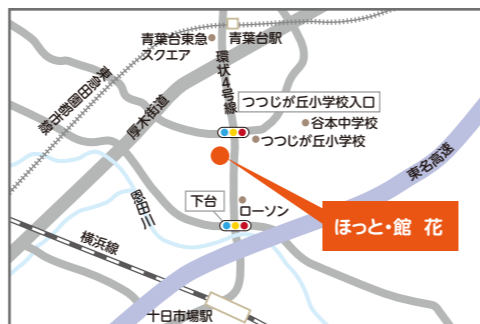 青葉台東急
スクエア
青葉台駅
東急田園都市線
厚木街道
環状4号線
つつじが丘小学校入口
谷本中学校
つつじが丘小学校
東名高速
恩田川
下台
ローソン
ほっと・館 花
横浜線
十日市場駅